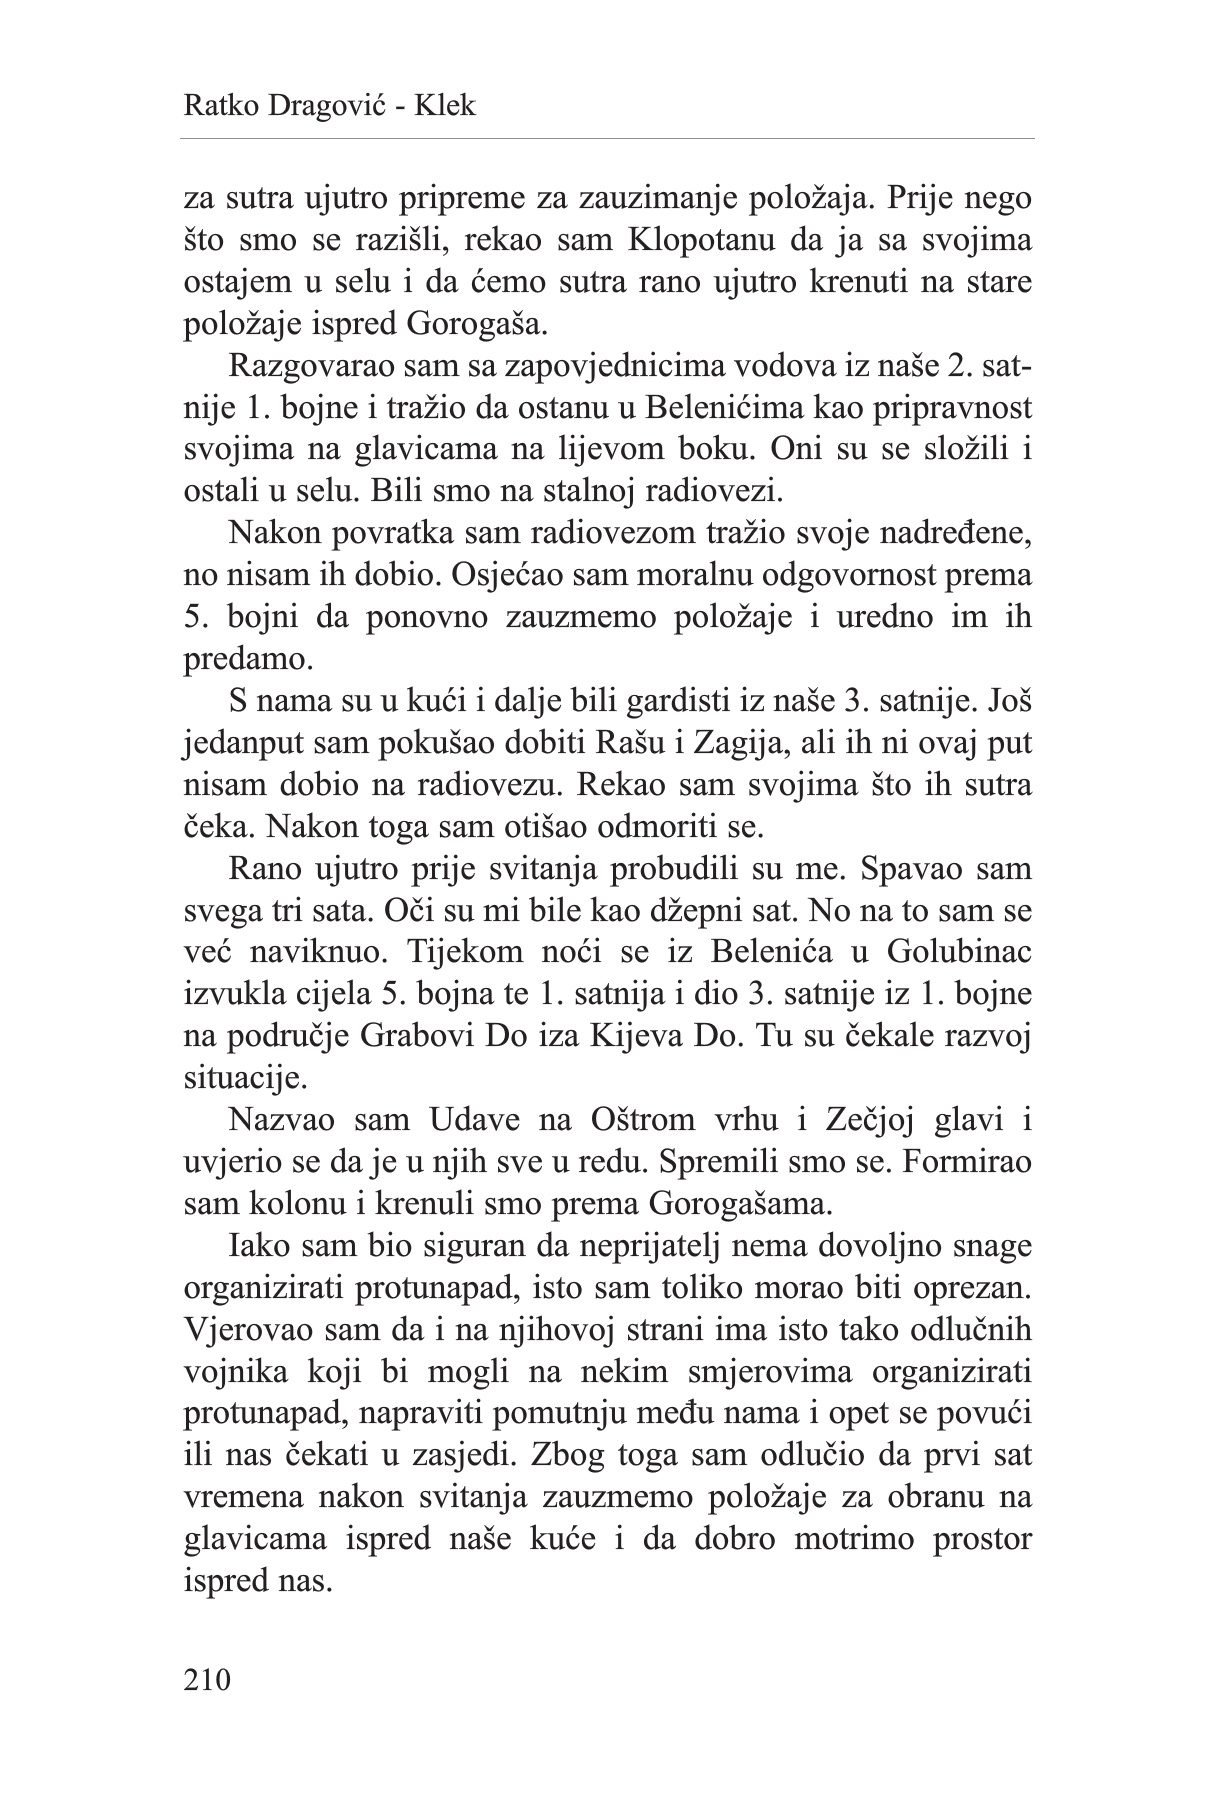 Ratko Dragović - Klek
za sutra ujutro pripreme za zauzimanje položaja. Prije nego
što smo se razišli, rekao sam Klopotanu da ja sa svojima
ostajem u selu i da ćemo sutra rano ujutro krenuti na stare
položaje ispred Gorogaša.
Razgovarao sam sa zapovjednicima vodova iz naše 2. sat-
nije 1. bojne i tražio da ostanu u Belenićima kao pripravnost
svojima na glavicama na lijevom boku. Oni su se složili i
ostali u selu. Bili smo na stalnoj radiovezi.
Nakon povratka sam radiovezom tražio svoje nadređene,
no nisam ih dobio. Osjećao sam moralnu odgovornost prema
5. bojni da ponovno zauzmemo položaje i uredno im ih
predamo.
S nama su u kući i dalje bili gardisti iz naše 3. satnije. Još
jedanput sam pokušao dobiti Rašu i Zagija, ali ih ni ovaj put
nisam dobio na radiovezu. Rekao sam svojima što ih sutra
čeka. Nakon toga sam otišao odmoriti se.
Rano ujutro prije svitanja probudili su me. Spavao sam
svega tri sata. Oči su mi bile kao džepni sat. No na to sam se
već naviknuo. Tijekom noći se iz Belenića u Golubinac
izvukla cijela 5. bojna te 1. satnija i dio 3. satnije iz 1. bojne
na područje Grabovi Do iza Kijeva Do. Tu su čekale razvoj
situacije.
Nazvao sam Udave na Oštrom vrhu i Zečjoj glavi i
uvjerio se da je u njih sve u redu. Spremili smo se. Formirao
sam kolonu i krenuli smo prema Gorogašama.
Iako sam bio siguran da neprijatelj nema dovoljno snage
organizirati protunapad, isto sam toliko morao biti oprezan.
Vjerovao sam da i na njihovoj strani ima isto tako odlučnih
vojnika koji bi mogli na nekim smjerovima organizirati
protunapad, napraviti pomutnju među nama i opet se povući
ili nas čekati u zasjedi. Zbog toga sam odlučio da prvi sat
vremena nakon svitanja zauzmemo položaje za obranu na
glavicama ispred naše kuće i da dobro motrimo prostor
ispred nas.
210